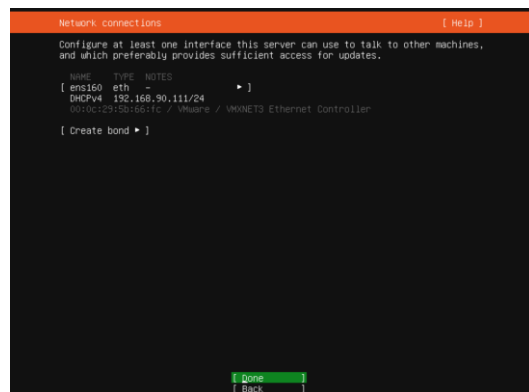 Network connections [ Help ]
Configure at least one interface this server can use to talk to other machines,
and which preferably provides sufficient access for updates.
NAME TYPE NOTES
[ ens160 eth - ▸ ]
DHCPv4 192.168.90.111/24
00:0c:29:5b:66:fc / VMware / VMXNET3 Ethernet Controller
[ Create bond ▸ ]
[ Done ]
[ Back ]